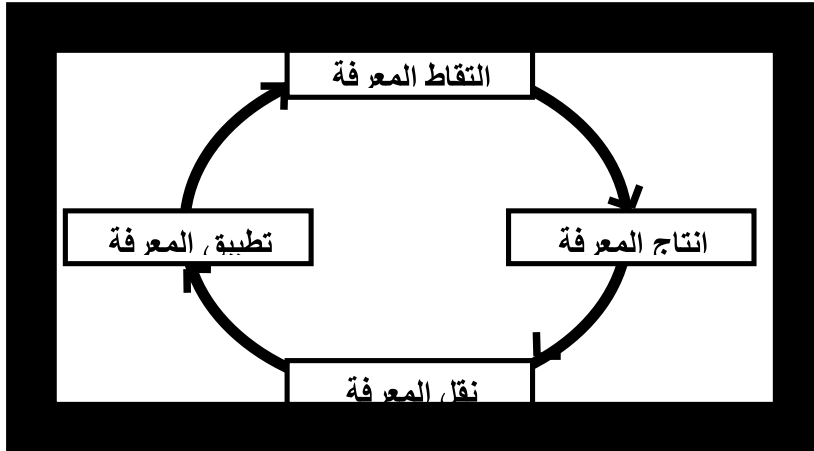 التقاط المعرفة
انتاج المعرفة
نقل المعرفة
تطبيق المعرفة